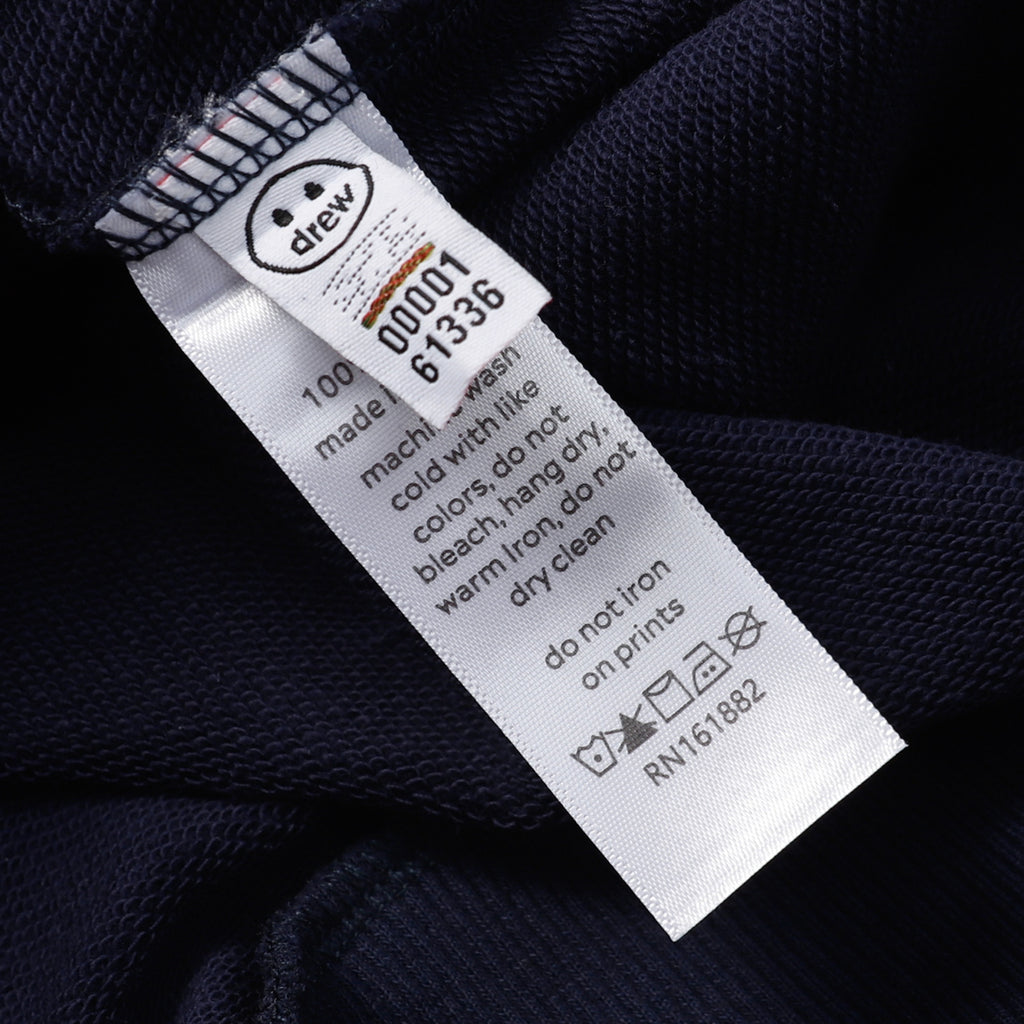 drew
00001
61336
100
made
machine wash
cold with like
colors, do not
bleach, hang dry,
warm Iron, do not
dry clean
do not iron
on prints
RN161882